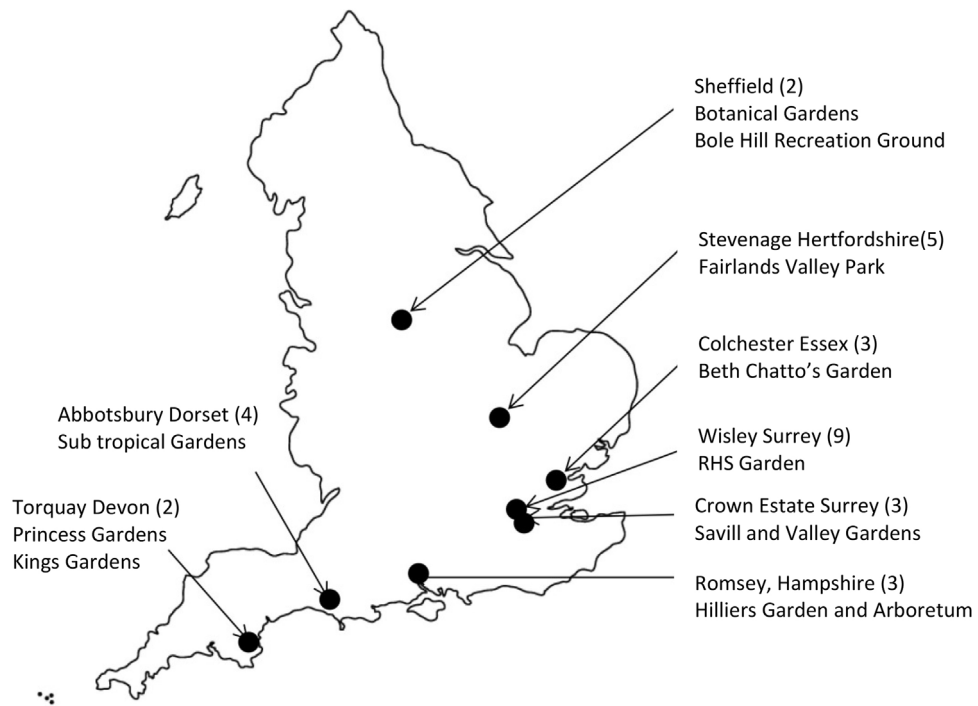 Sheffield (2)
Botanical Gardens
Bole Hill Recreation Ground
Stevenage Hertfordshire(5)
Fairlands Valley Park
Colchester Essex (3)
Beth Chatto’s Garden
Abbotsbury Dorset (4)
Sub tropical Gardens
Wisley Surrey (9)
RHS Garden
Torquay Devon (2)
Princess Gardens
Kings Gardens
Crown Estate Surrey (3)
Savill and Valley Gardens
Romsey, Hampshire (3)
Hilliers Garden and Arboretum